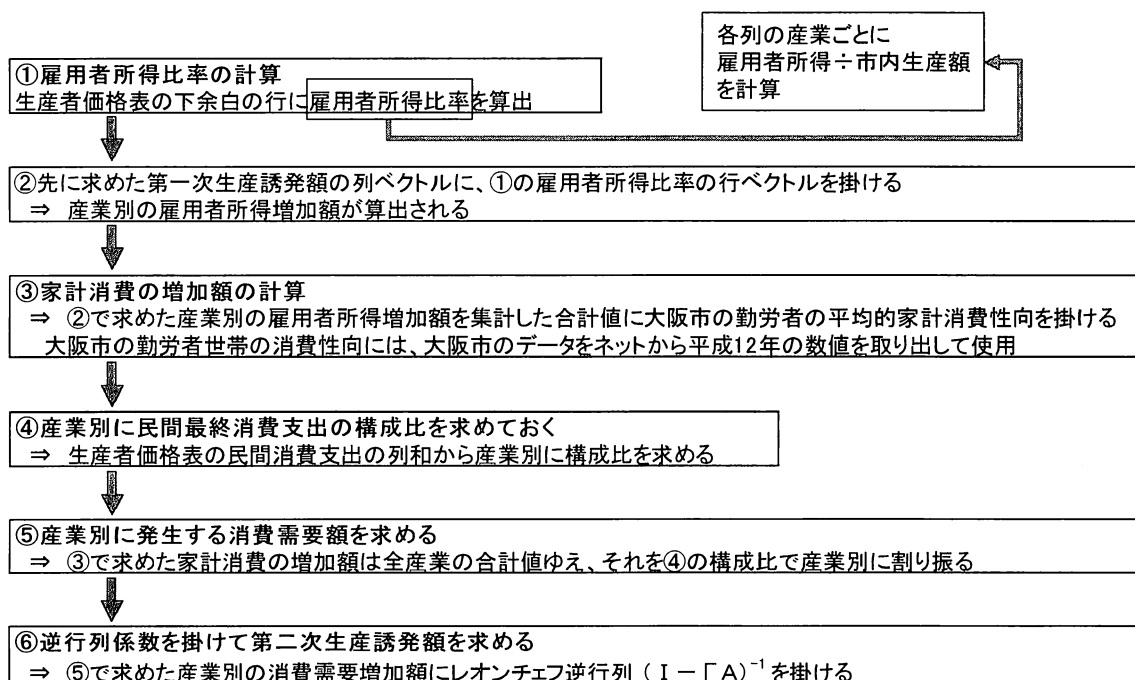 各列の産業ごとに
雇用者所得÷市内生産額
を計算
①雇用者所得比率の計算
生産者価格表の下余白の行に雇用者所得比率を算出
②先に求めた第一次生産誘発額の列ベクトルに、①の雇用者所得比率の行ベクトルを掛ける
⇒ 産業別の雇用者所得増加額が算出される
③家計消費の増加額の計算
⇒ ②で求めた産業別の雇用者所得増加額を集計した合計値に大阪市の勤労者の平均的家計消費性向を掛ける
大阪市の勤労者世帯の消費性向には、大阪市のデータをネットから平成12年の数値を取り出して使用
④産業別に民間最終消費支出の構成比を求めておく
⇒ 生産者価格表の民間消費支出の列和から産業別に構成比を求める
⑤産業別に発生する消費需要額を求める
⇒ ③で求めた家計消費の増加額は全産業の合計値ゆえ、それを④の構成比で産業別に割り振る
⑥逆行列係数を掛けて第二次生産誘発額を求める
⇒ ⑤で求めた産業別の消費需要増加額にレオンチェフ逆行列（Ｉ－ΓＡ）⁻¹を掛ける